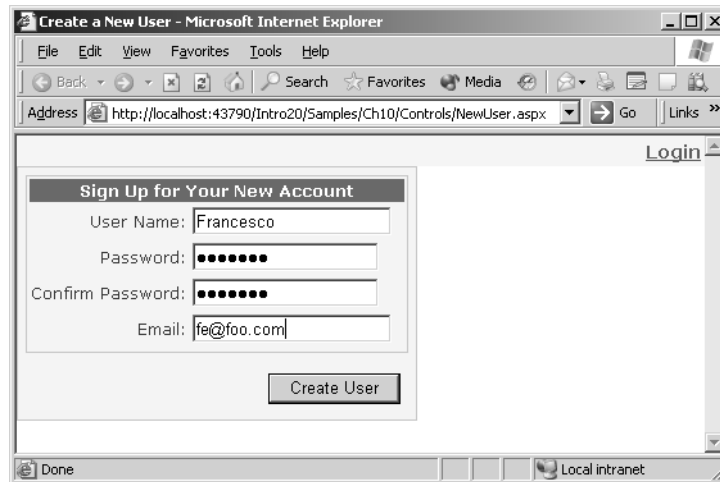 Create a New User - Microsoft Internet Explorer
File Edit View Favorites Tools Help
Back Search Favorites Media
Address http://localhost:43790/Intro20/Samples/Ch10/Controls/NewUser.aspx Go Links »
Login
Sign Up for Your New Account
User Name: Francesco
Password: ●●●●●●●
Confirm Password: ●●●●●●●
Email: fe@foo.com
Create User
Done Local intranet